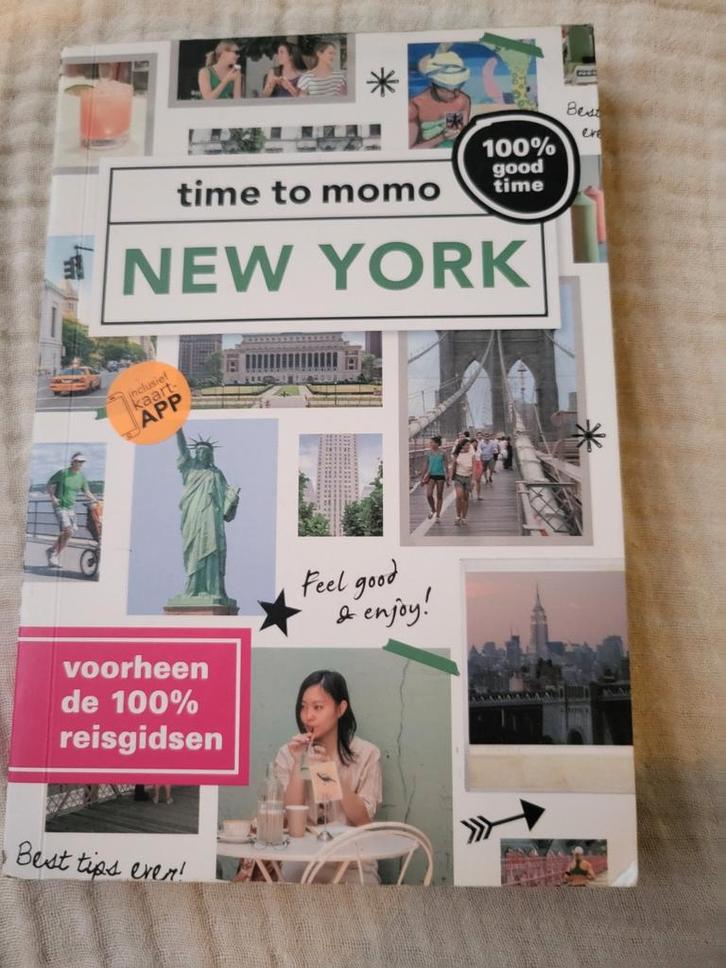 Best
eve
100%
good
time
time to momo
NEW YORK
inclusief
kaart-
APP
Feel good
& enjoy!
voorheen
de 100%
reisgidsen
Best tips ever!